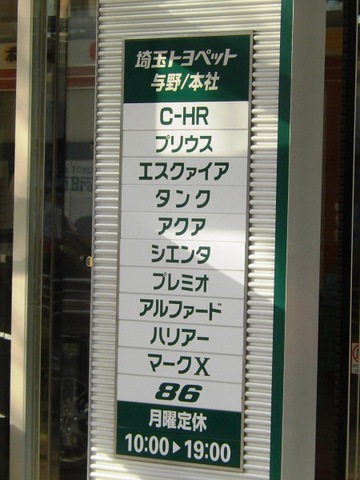 埼玉トヨペット
与野/本社
C-HR
プリウス
エスクァイア
タンク
アクア
シエンタ
プレミオ
アルファード
ハリアー
マークX
86
月曜定休
10:00▶19:00